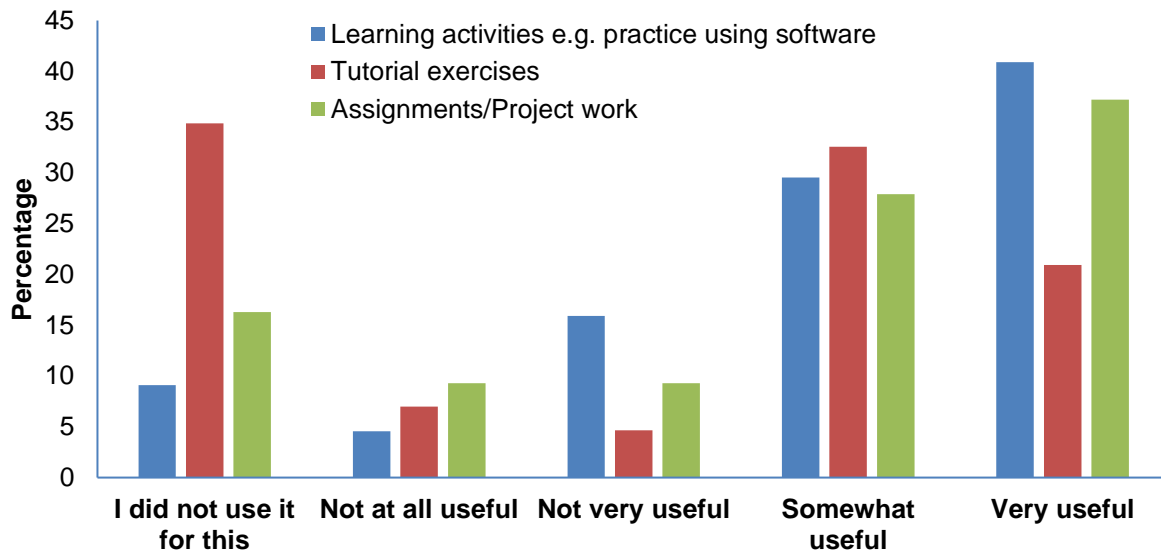 45
40
35
30
25
20
15
10
5
0
Percentage
Learning activities e.g. practice using software
Tutorial exercises
Assignments/Project work
I did not use it
for this
Not at all useful
Not very useful
Somewhat
useful
Very useful